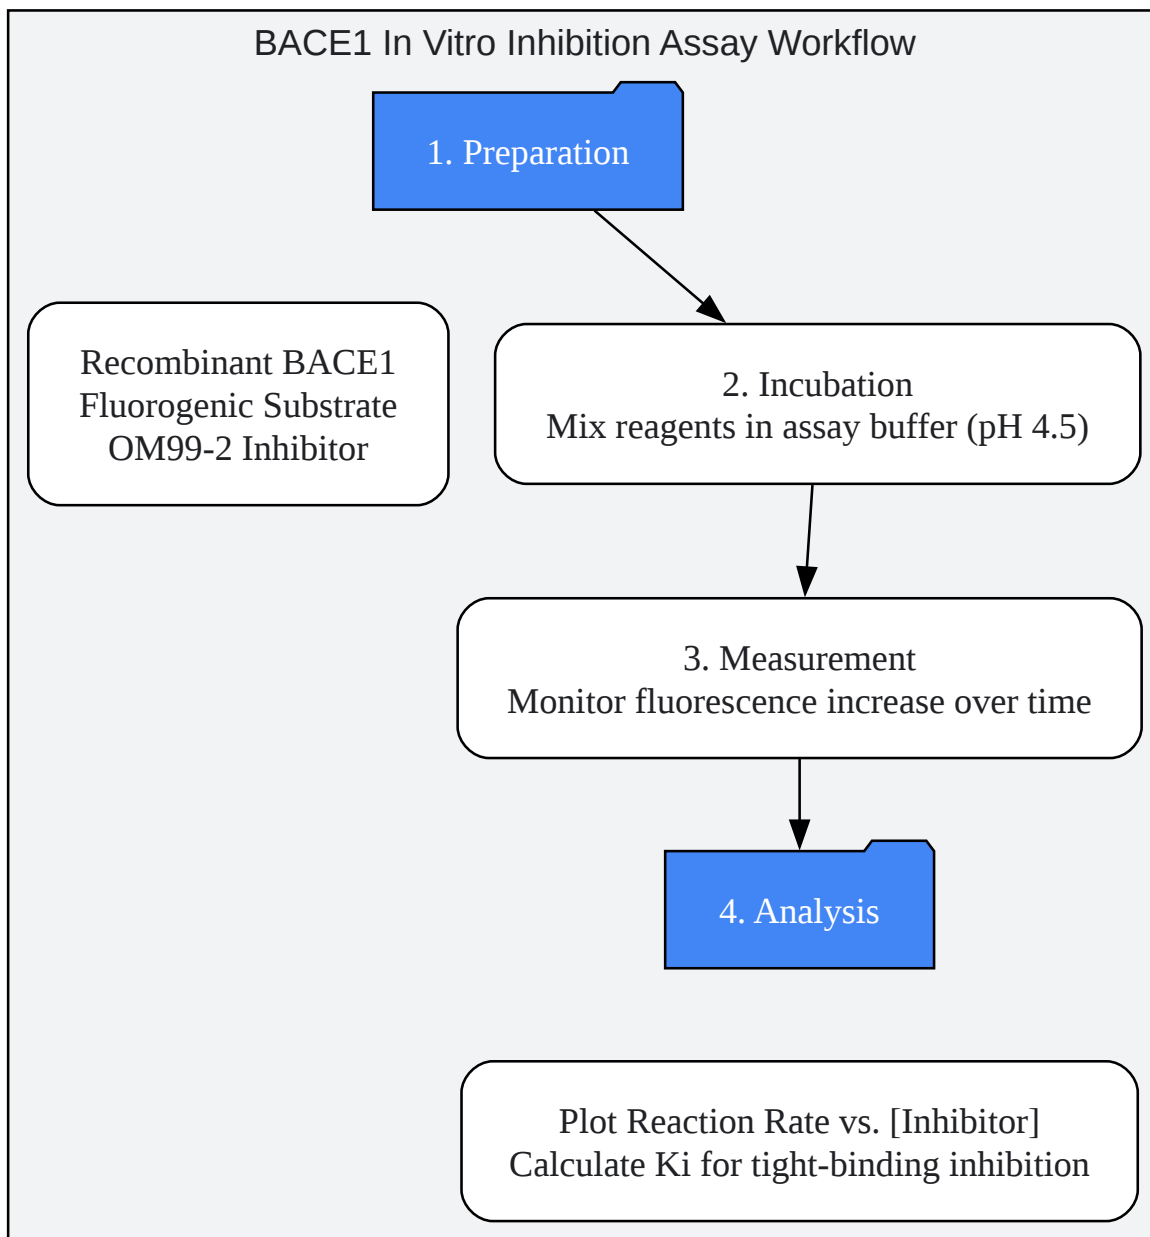 BACE1 In Vitro Inhibition Assay Workflow
1. Preparation
Recombinant BACE1
Fluorogenic Substrate
OM99-2 Inhibitor
2. Incubation
Mix reagents in assay buffer (pH 4.5)
3. Measurement
Monitor fluorescence increase over time
4. Analysis
Plot Reaction Rate vs. [Inhibitor]
Calculate Ki for tight-binding inhibition